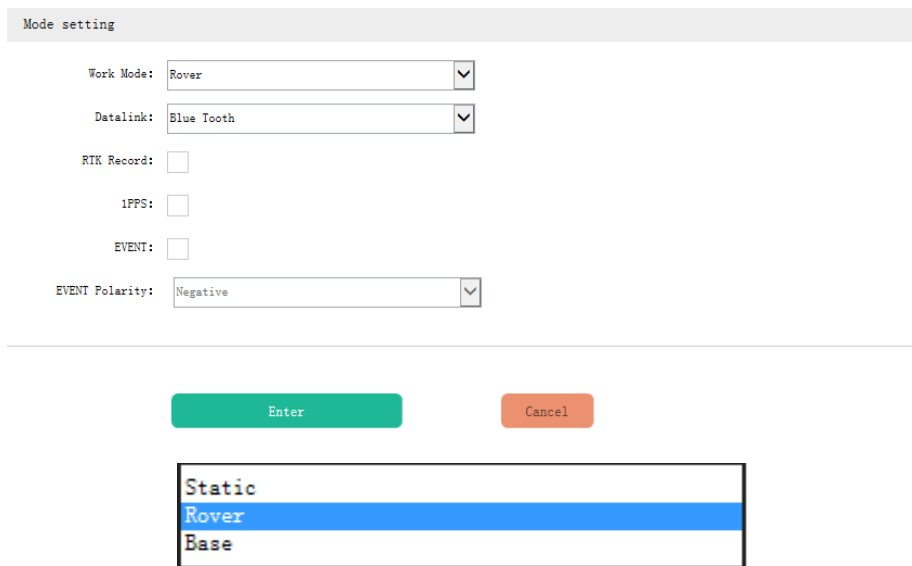 Mode setting
Work Mode: Rover
Datalink: Blue Tooth
RTK Record:
1PPS:
EVENT:
EVENT Polarity: Negative
Enter Cancel
Static
Rover
Base